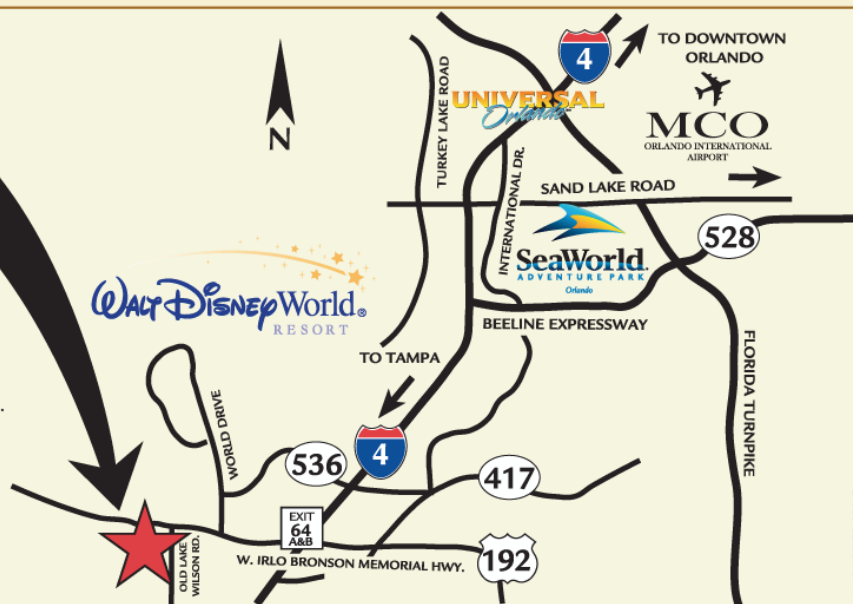 4
TO DOWNTOWN
ORLANDO
UNIVERSAL
Orlando
MCO
ORLANDO INTERNATIONAL
AIRPORT
N
TURKEY LAKE ROAD
INTERNATIONAL DR.
SAND LAKE ROAD
528
SeaWorld
ADVENTURE PARK
Orlando
WALT DISNEY World®
RESORT
BEELINE EXPRESSWAY
TO TAMPA
FLORIDA TURNPIKE
WORLD DRIVE
4
536
417
EXIT
64
A&B
OLD LAKE
WILSON RD.
W. IRLO BRONSON MEMORIAL HWY.
192